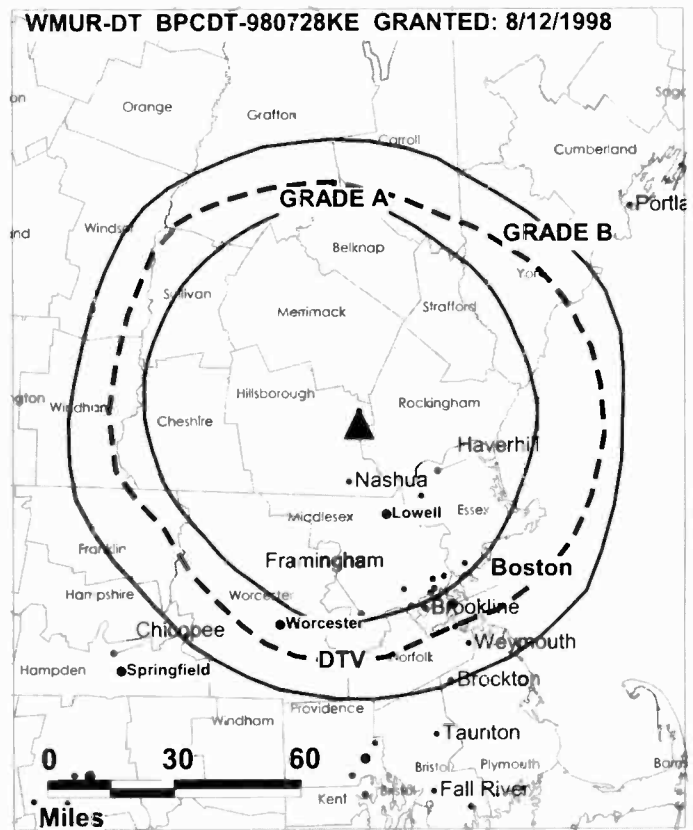 WMUR-DT BPCDT-980728KE GRANTED: 8/12/1998
Orange
Grafton
Carroll
Cumberland
Portla
GRADE A
GRADE B
Windsor
Belknap
York
Sullivan
Strafford
Merrimack
Hillsborough
Rockingham
Windham
Cheshire
Haverhill
Nashua
Lowell
Essex
Middlesex
Franklin
Framingham
Boston
Hampshire
Worcester
Brookline
Chicopee
Worcester
Weymouth
DTV
Norfolk
Hampden
Springfield
Brockton
Providence
Windham
Taunton
0 30 60
Bristol
Plymouth
Kent
Bristol
Fall River
Miles